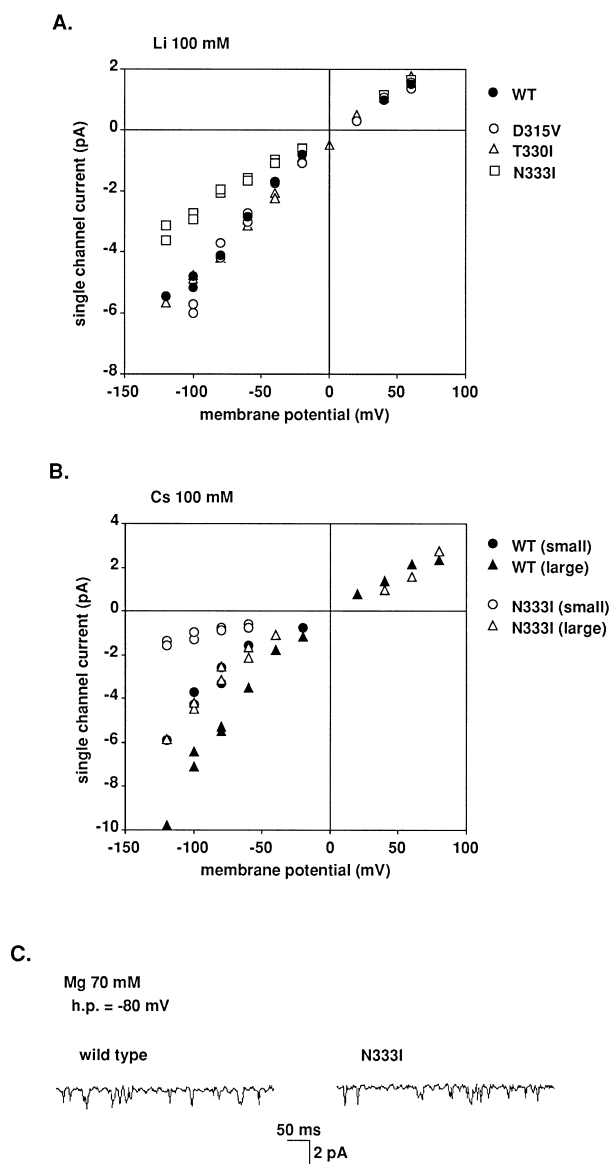 A.
Li 100 mM
2
0
-2
-4
-6
-8
-150 -100 -50 0 50 100
membrane potential (mV)
single channel current (pA)
WT
D315V
T330I
N333I
B.
Cs 100 mM
4
2
0
-2
-4
-6
-8
-10
-150 -100 -50 0 50 100
membrane potential (mV)
single channel current (pA)
WT (small)
WT (large)
N333I (small)
N333I (large)
C.
Mg 70 mM
h.p. = -80 mV
wild type N333I
50 ms
2 pA